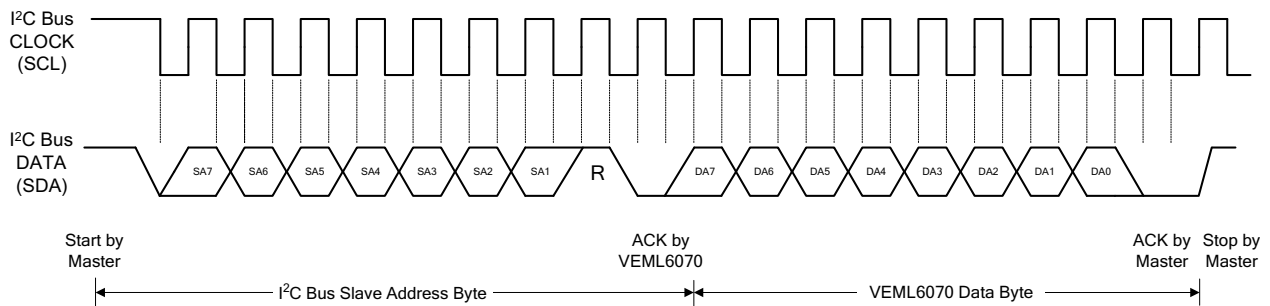 I²C Bus
CLOCK
(SCL)
I²C Bus
DATA
(SDA)
SA7 SA6 SA5 SA4 SA3 SA2 SA1 R DA7 DA6 DA5 DA4 DA3 DA2 DA1 DA0
Start by
Master
ACK by
VEML6070
ACK by
Master
Stop by
Master
I²C Bus Slave Address Byte
VEML6070 Data Byte